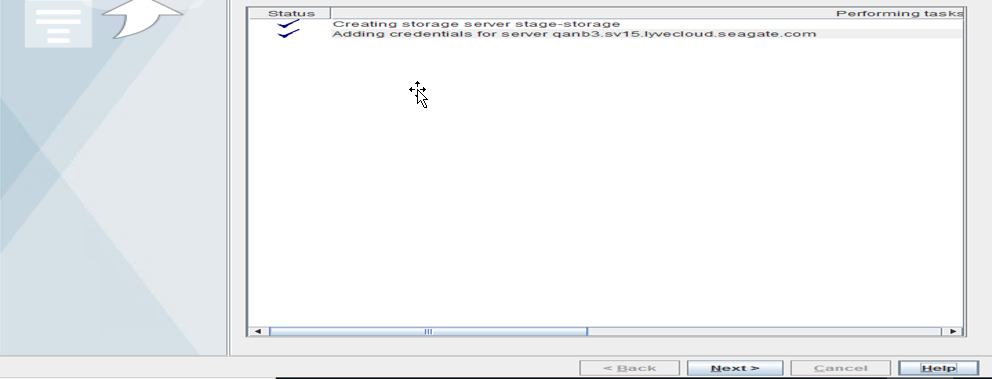 Status Performing tasks
Creating storage server stage-storage
Adding credentials for server qanb3.sv15.lyvecloud.seagate.com
< Back Next > Cancel Help